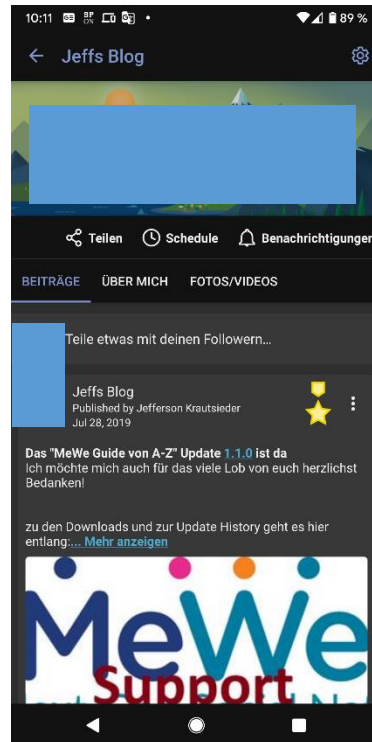 10:11
89 %
Jeffs Blog
Teilen
Schedule
Benachrichtigunger
BEITRÄGE
ÜBER MICH
FOTOS/VIDEOS
Teile etwas mit deinen Followern...
Jeffs Blog
Published by Jefferson Krautsieder
Jul 28, 2019
Das "MeWe Guide von A-Z" Update 1.1.0 ist da
Ich möchte mich auch für das viele Lob von euch herzlichst
Bedanken!
zu den Downloads und zur Update History geht es hier
entlang:... Mehr anzeigen
MeWe
Support